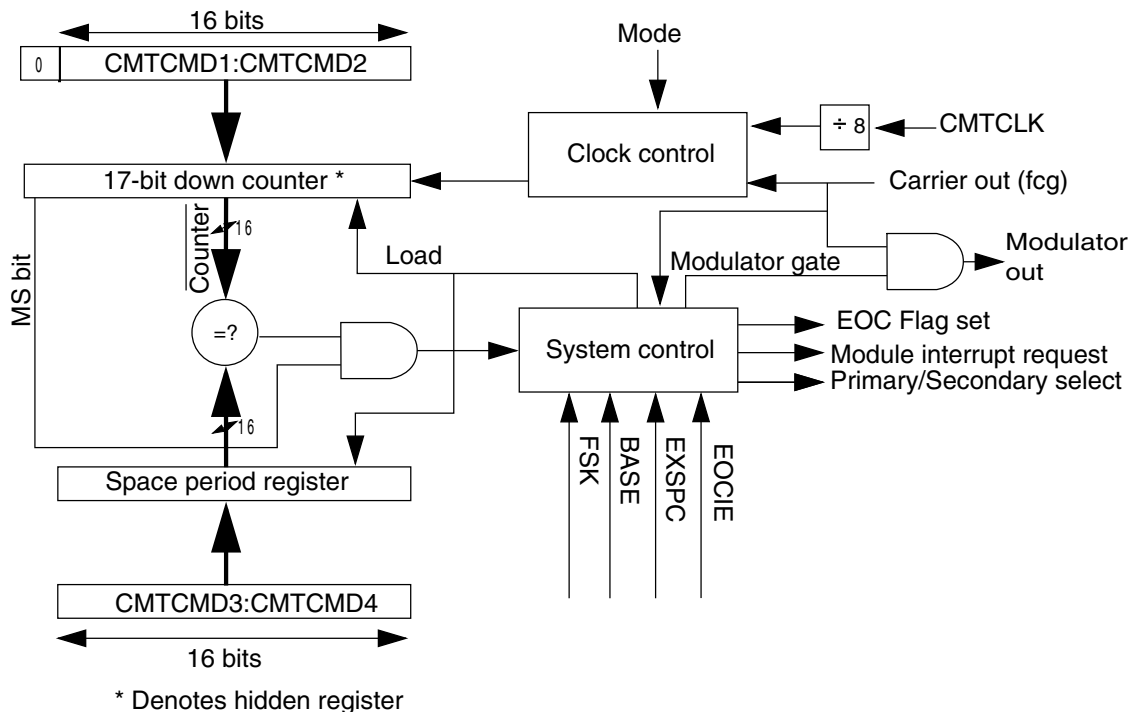 16 bits
0
CMTCMD1:CMTCMD2
Mode
÷ 8
CMTCLK
Clock control
17-bit down counter *
Carrier out (fcg)
MS bit
Counter
16
Load
Modulator gate
Modulator
out
=?
System control
EOC Flag set
Module interrupt request
Primary/Secondary select
16
FSK
BASE
EXSPC
EOCIE
Space period register
CMTCMD3:CMTCMD4
16 bits
* Denotes hidden register